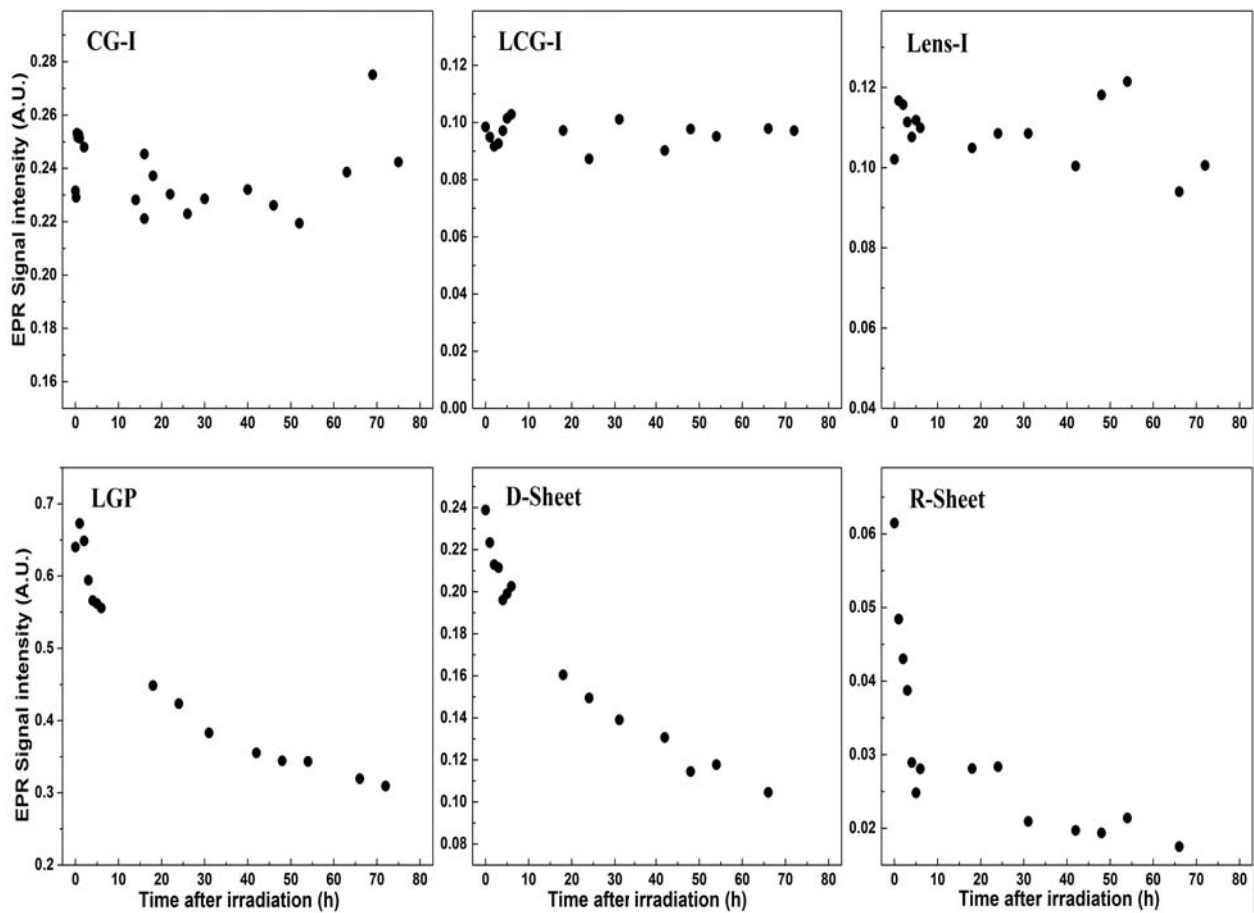 CG-I
LCG-I
Lens-I
EPR Signal intensity (A.U.)
0.28
0.26
0.24
0.22
0.20
0.18
0.16
0 10 20 30 40 50 60 70 80
0.12
0.10
0.08
0.06
0.04
0.02
0.00
0 10 20 30 40 50 60 70 80
0.12
0.10
0.08
0.06
0.04
0 10 20 30 40 50 60 70 80
LGP
D-Sheet
R-Sheet
EPR Signal intensity (A.U.)
0.7
0.6
0.5
0.4
0.3
0.2
0 10 20 30 40 50 60 70 80
Time after irradiation (h)
0.24
0.22
0.20
0.18
0.16
0.14
0.12
0.10
0.08
0 10 20 30 40 50 60 70 80
Time after irradiation (h)
0.06
0.05
0.04
0.03
0.02
0 10 20 30 40 50 60 70 80
Time after irradiation (h)